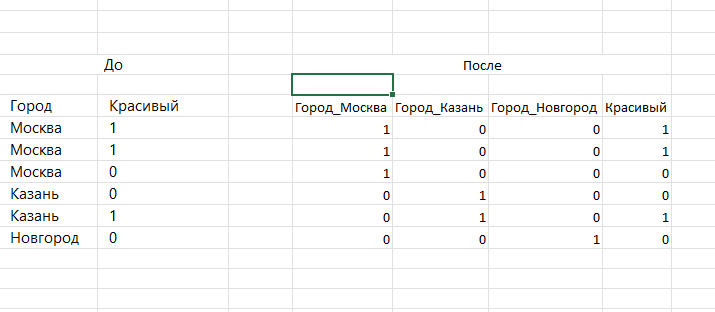 До После
Город Красивый Город_Москва Город_Казань Город_Новгород Красивый
Москва 1 1 0 0 1
Москва 1 1 0 0 1
Москва 0 1 0 0 0
Казань 0 0 1 0 0
Казань 1 0 1 0 1
Новгород 0 0 0 1 0